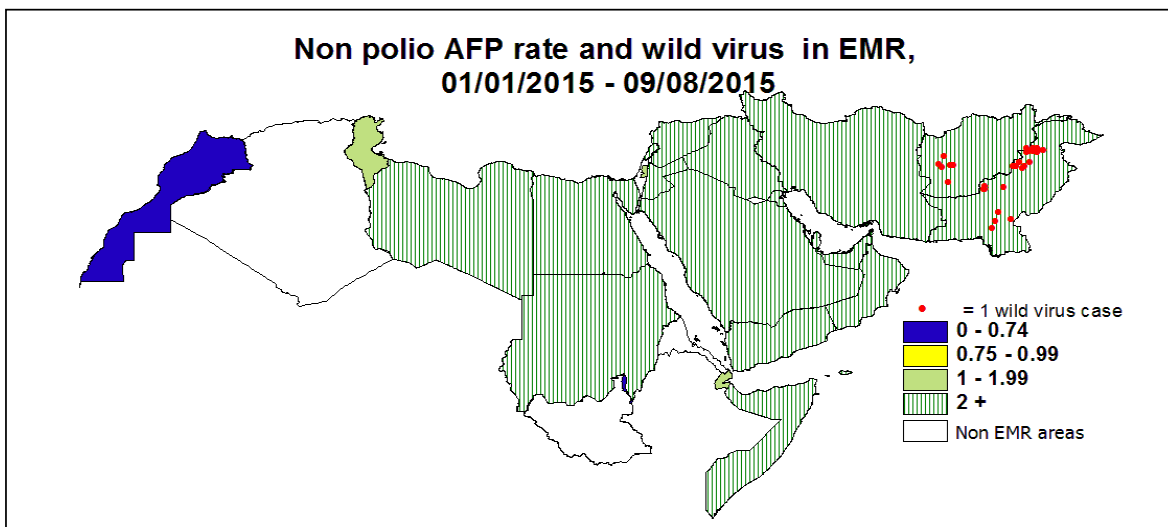 Non polio AFP rate and wild virus in EMR,
01/01/2015 - 09/08/2015
= 1 wild virus case
0 - 0.74
0.75 - 0.99
1 - 1.99
2 +
Non EMR areas